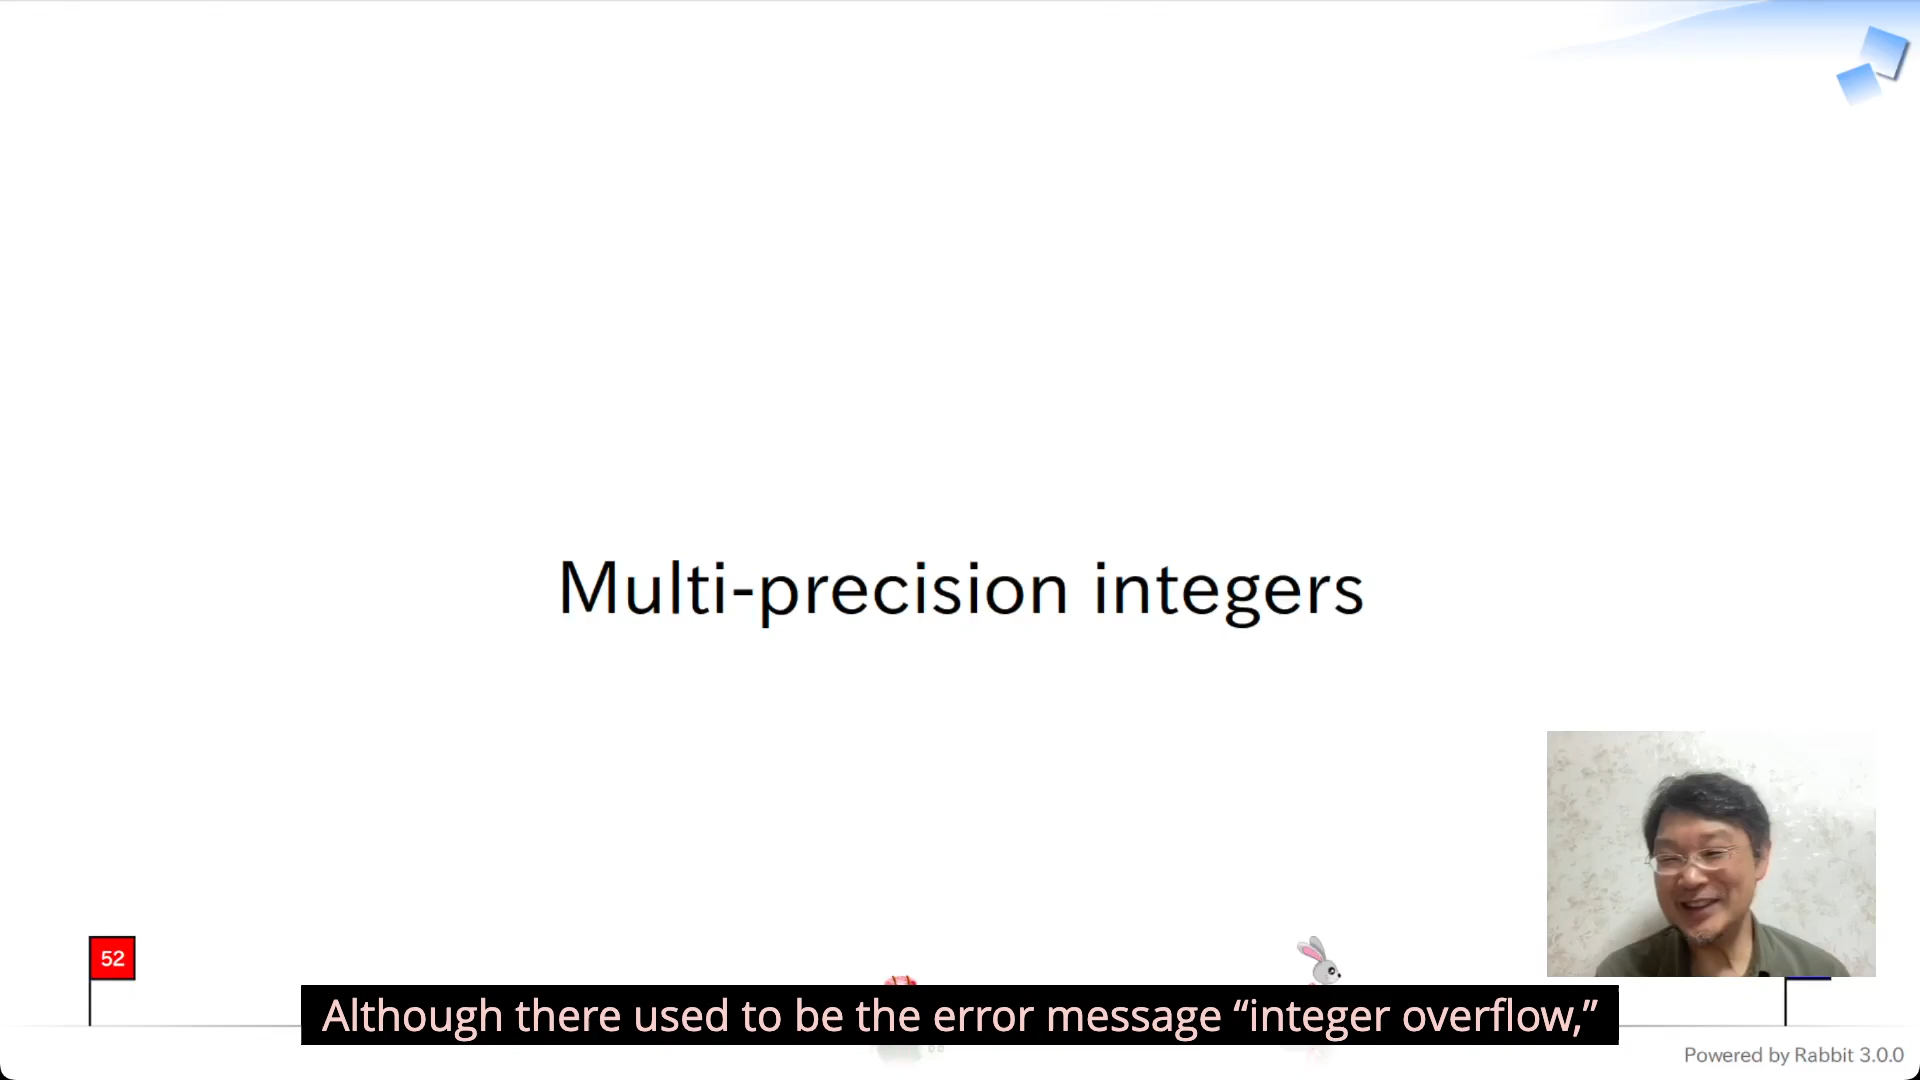 Multi-precision integers
52
Although there used to be the error message “integer overflow,”
Powered by Rabbit 3.0.0